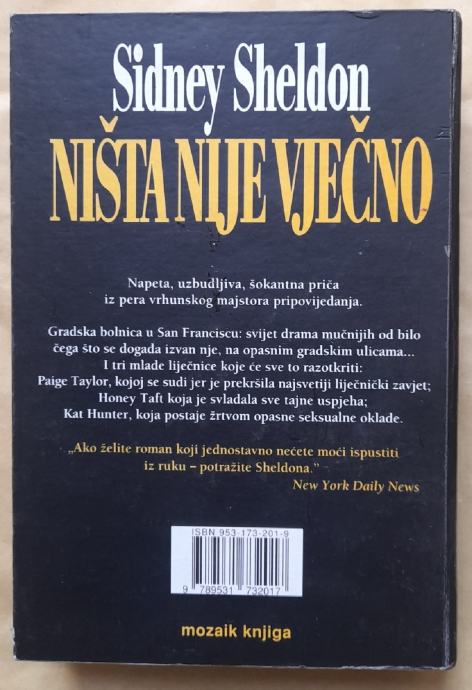 Sidney Sheldon
NIŠTA NIJE VJEČNO
Napeta, uzbudljiva, šokantna priča
iz pera vrhunskog majstora pripovijedanja.
Gradska bolnica u San Franciscu: svijet drama mučnijih od bilo
čega što se događa izvan nje, na opasnim gradskim ulicama...
I tri mlade liječnice koje će sve to razotkriti:
Paige Taylor, kojoj se sudi jer je prekršila najsvetiji liječnički zavjet;
Honey Taft koja je svladala sve tajne uspjeha;
Kat Hunter, koja postaje žrtvom opasne seksualne oklade.
„Ako želite roman koji jednostavno nećete moći ispustiti
iz ruku – potražite Sheldona.”
New York Daily News
ISBN 953-173-201-9
9 789531 732017
mozaik knjiga